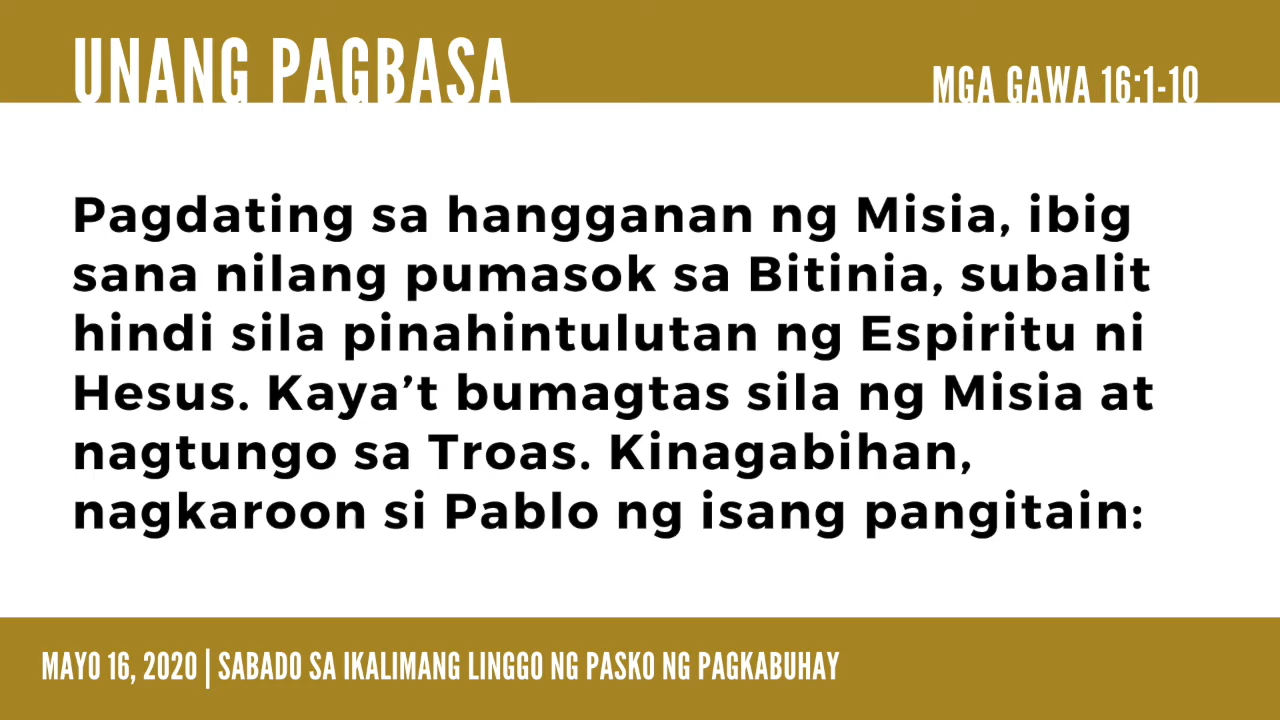 UNANG PAGBASA
MGA GAWA 16:1-10
Pagdating sa hangganan ng Misia, ibig
sana nilang pumasok sa Bitinia, subalit
hindi sila pinahintulutan ng Espiritu ni
Hesus. Kaya’t bumagtas sila ng Misia at
nagtungo sa Troas. Kinagabihan,
nagkaroon si Pablo ng isang pangitain:
MAYO 16, 2020 | SABADO SA IKALIMANG LINGGO NG PASKO NG PAGKABUHAY